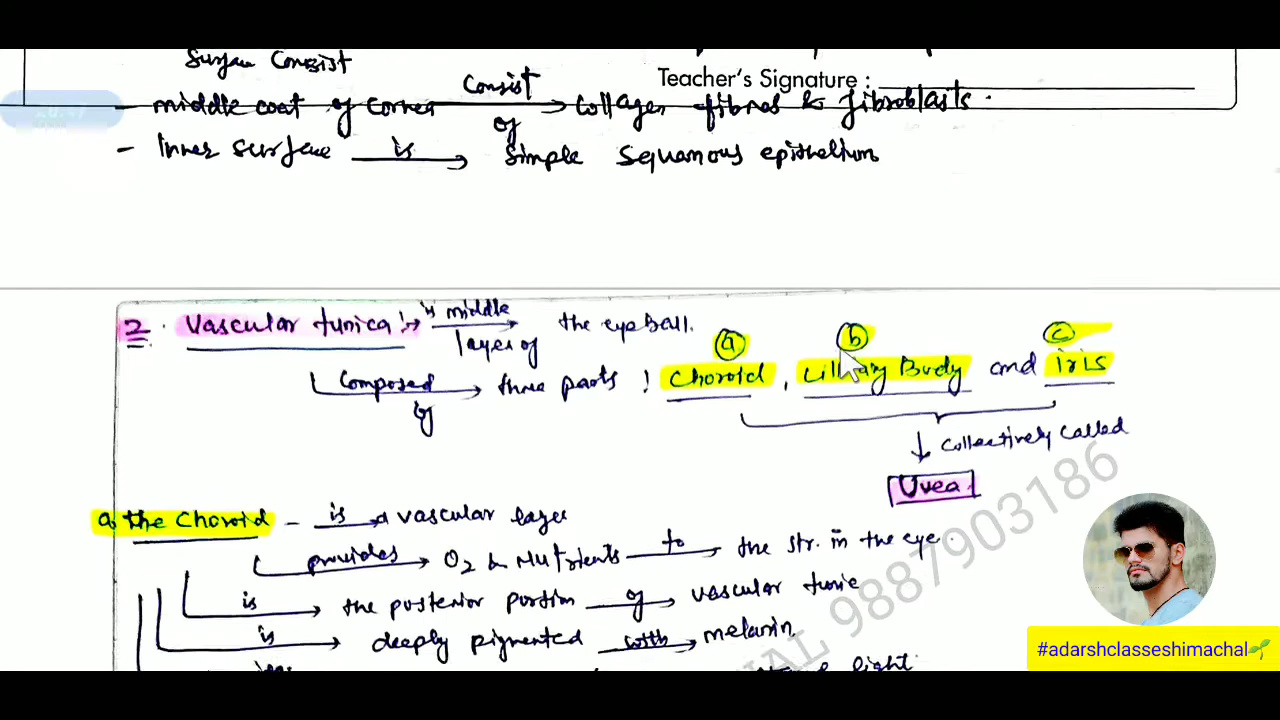 Surface Consist
Teacher's Signature :
- middle coat of Cornea Consist of → Collagen fibres & fibroblasts.
- Inner surface is → Simple Squamous epithelium
2. Vascular tunica :→ is middle layer of → the eyeball.
a b c
Composed of → three parts : Choroid, Ciliary Body and iris
↓ Collectively Called
Uvea.
a. the Choroid - is → vascular layer
provides → O2 & Nutrients to → the str. in the eye.
is → the posterior portion of → vascular tunic
is → deeply pigmented with → melanin.
light.
9887903186
#adarshclasseshimachal🌱